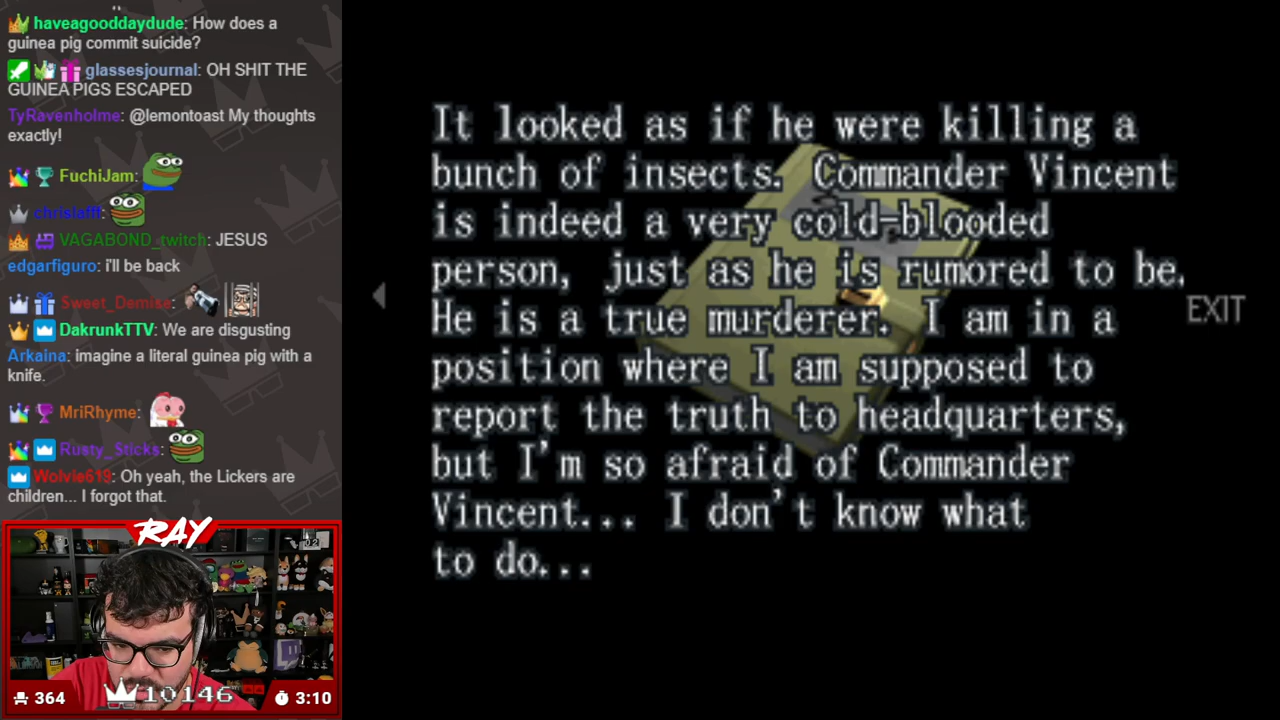 haveagooddaydude: How does a
guinea pig commit suicide?
glassesjournal: OH SHIT THE
GUINEA PIGS ESCAPED
TyRavenholme: @lemontoast My thoughts
exactly!
FuchiJam:
chrislafff:
VAGABOND_twitch: JESUS
edgarfiguro: i'll be back
Sweet_Demise:
DakrunkTTV: We are disgusting
Arkaina: imagine a literal guinea pig with a
knife.
MriRhyme:
Rusty_Sticks:
Wolvie619: Oh yeah, the Lickers are
children... I forgot that.
RAY
364
10146
3:10
It looked as if he were killing a
bunch of insects. Commander Vincent
is indeed a very cold-blooded
person, just as he is rumored to be.
He is a true murderer. I am in a
position where I am supposed to
report the truth to headquarters,
but I'm so afraid of Commander
Vincent... I don't know what
to do...
EXIT